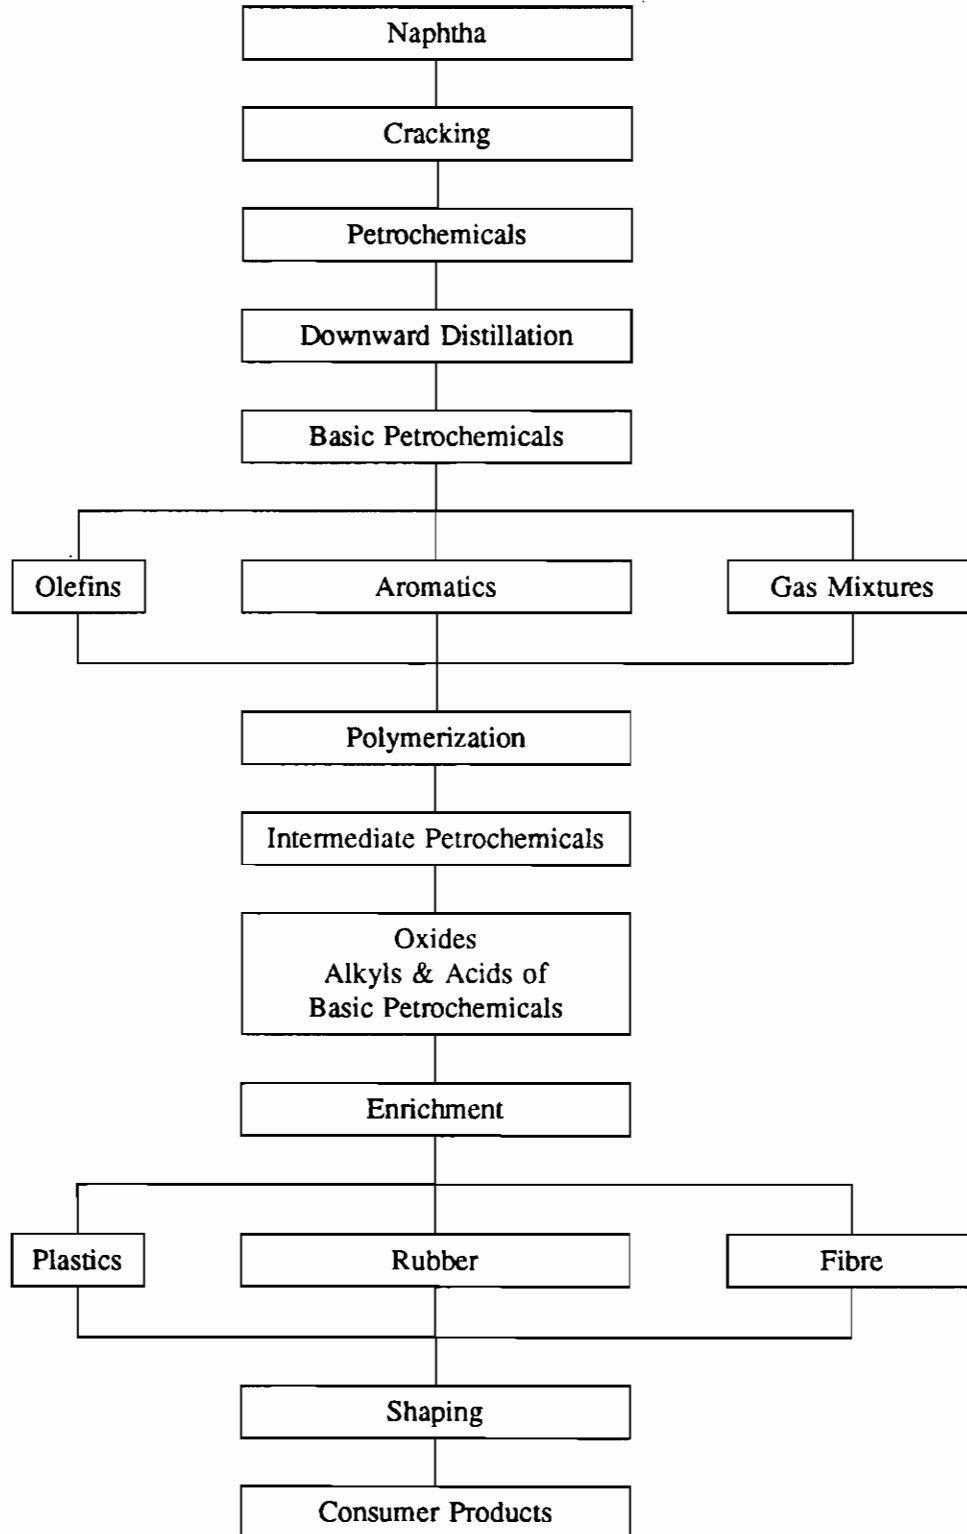 Naphtha
Cracking
Petrochemicals
Downward Distillation
Basic Petrochemicals
Olefins
Aromatics
Gas Mixtures
Polymerization
Intermediate Petrochemicals
Oxides
Alkyls & Acids of
Basic Petrochemicals
Enrichment
Plastics
Rubber
Fibre
Shaping
Consumer Products